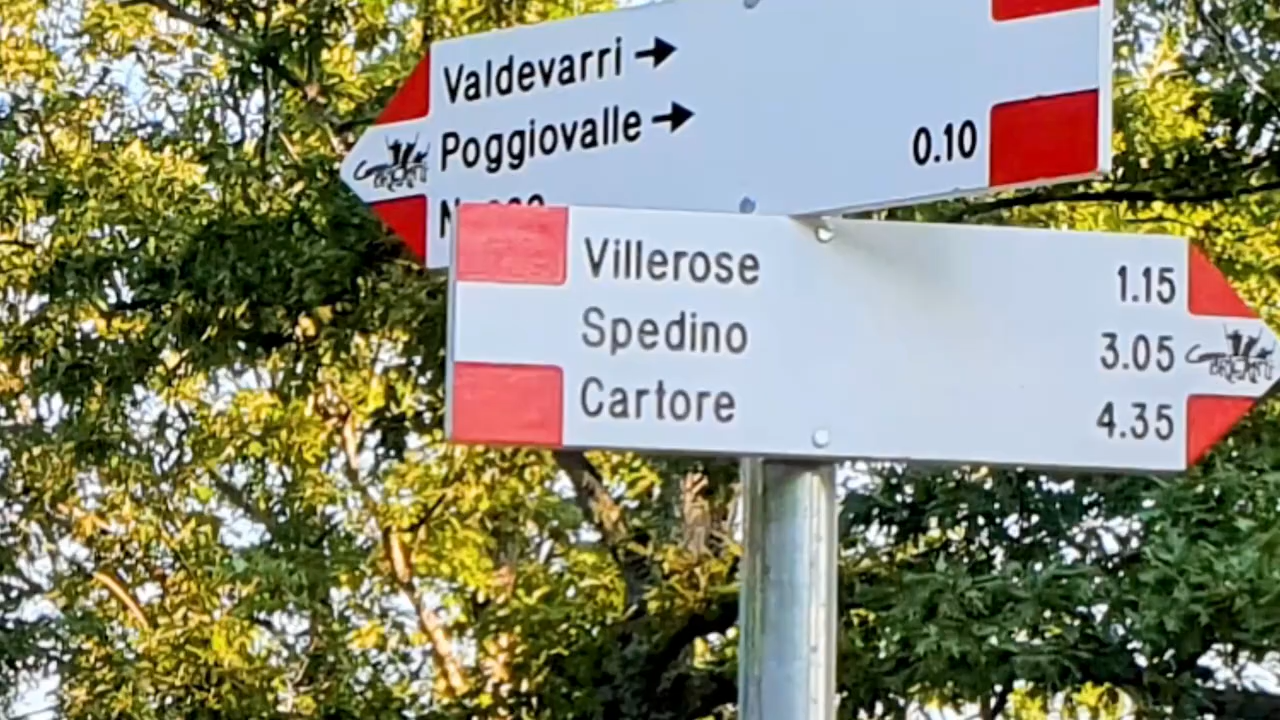 Valdevarri →
Poggiovalle → 0.10
Villerose 1.15
Spedino 3.05
Cartore 4.35